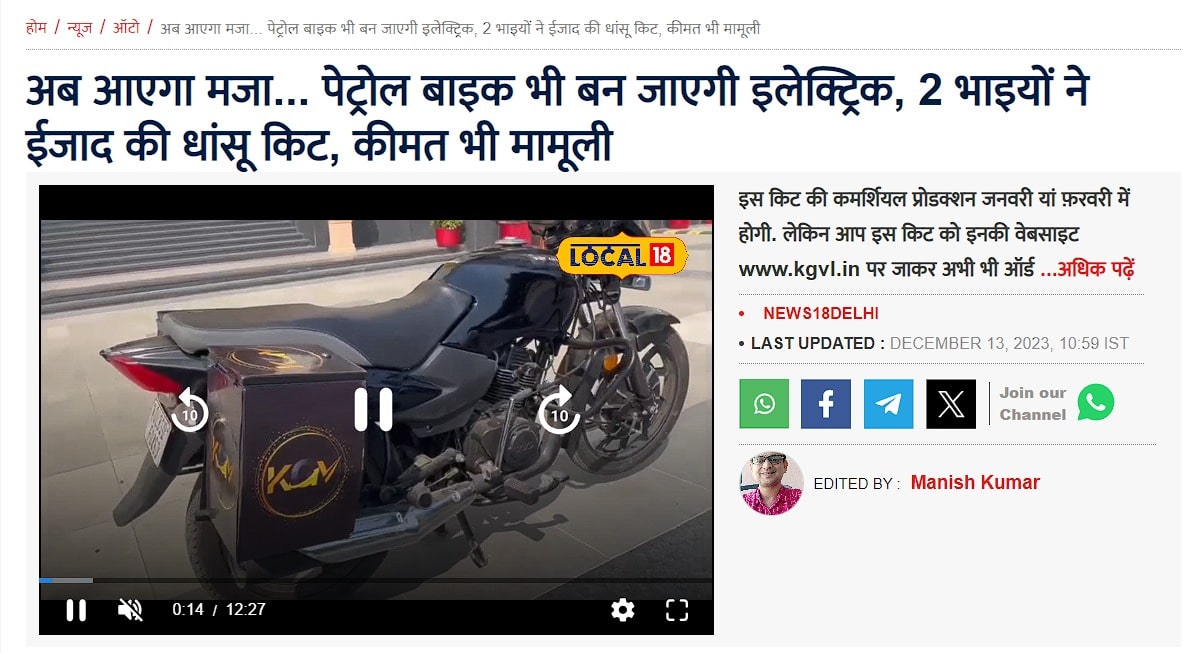 होम / न्यूज / ऑटो / अब आएगा मजा... पेट्रोल बाइक भी बन जाएगी इलेक्ट्रिक, 2 भाइयों ने ईजाद की धांसू किट, कीमत भी मामूली
अब आएगा मजा... पेट्रोल बाइक भी बन जाएगी इलेक्ट्रिक, 2 भाइयों ने
ईजाद की धांसू किट, कीमत भी मामूली
LOCAL 18
10
10
KGV
KGV
0:14 / 12:27
इस किट की कमर्शियल प्रोडक्शन जनवरी यां फ़रवरी में
होगी. लेकिन आप इस किट को इनकी वेबसाइट
www.kgvl.in पर जाकर अभी भी ऑर्ड ...अधिक पढ़ें
• NEWS18DELHI
• LAST UPDATED : DECEMBER 13, 2023, 10:59 IST
Join our
Channel
EDITED BY : Manish Kumar